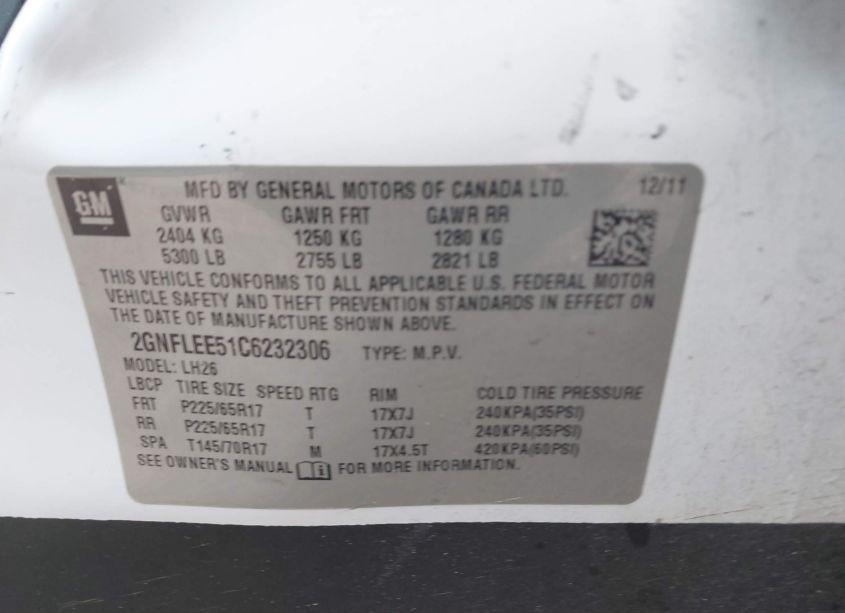 GM MFD BY GENERAL MOTORS OF CANADA LTD. 12/11
GVWR GAWR FRT GAWR RR
2404 KG 1250 KG 1280 KG
5300 LB 2755 LB 2821 LB
THIS VEHICLE CONFORMS TO ALL APPLICABLE U.S. FEDERAL MOTOR
VEHICLE SAFETY AND THEFT PREVENTION STANDARDS IN EFFECT ON
THE DATE OF MANUFACTURE SHOWN ABOVE.
2GNFLEE51C6232306 TYPE: M.P.V.
MODEL: LH26
LBCP TIRE SIZE SPEED RTG RIM COLD TIRE PRESSURE
FRT P225/65R17 T 17X7J 240KPA(35PSI)
RR P225/65R17 T 17X7J 240KPA(35PSI)
SPA T145/70R17 M 17X4.5T 420KPA(60PSI)
SEE OWNER'S MANUAL FOR MORE INFORMATION.